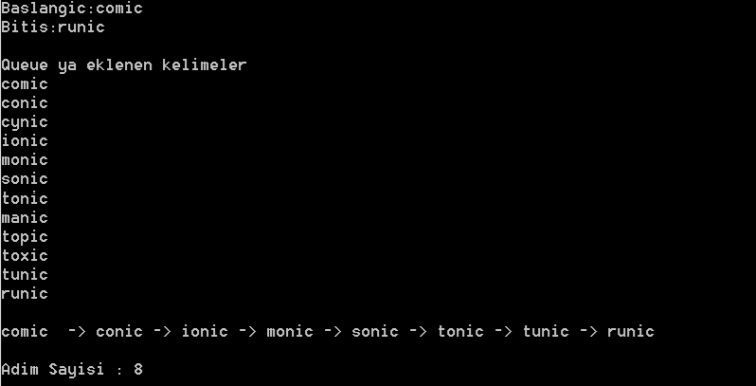 Baslangic:comic
Bitis:runic
Queue ya eklenen kelimeler
comic
conic
cynic
ionic
monic
sonic
tonic
manic
topic
toxic
tunic
runic
comic  -> conic -> ionic -> monic -> sonic -> tonic -> tunic -> runic
Adim Sayisi : 8